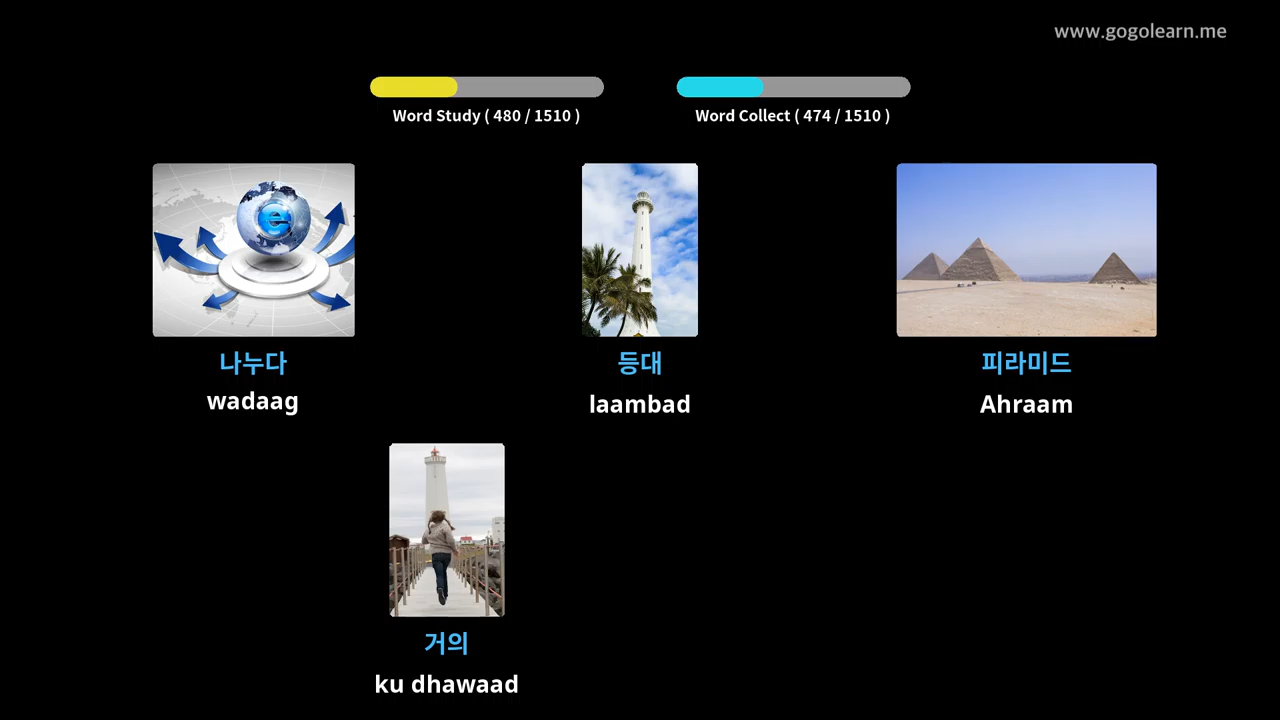 www.gogolearn.me
Word Study ( 480 / 1510 )
Word Collect ( 474 / 1510 )
e
나누다
wadaag
등대
laambad
피라미드
Ahraam
거의
ku dhawaad